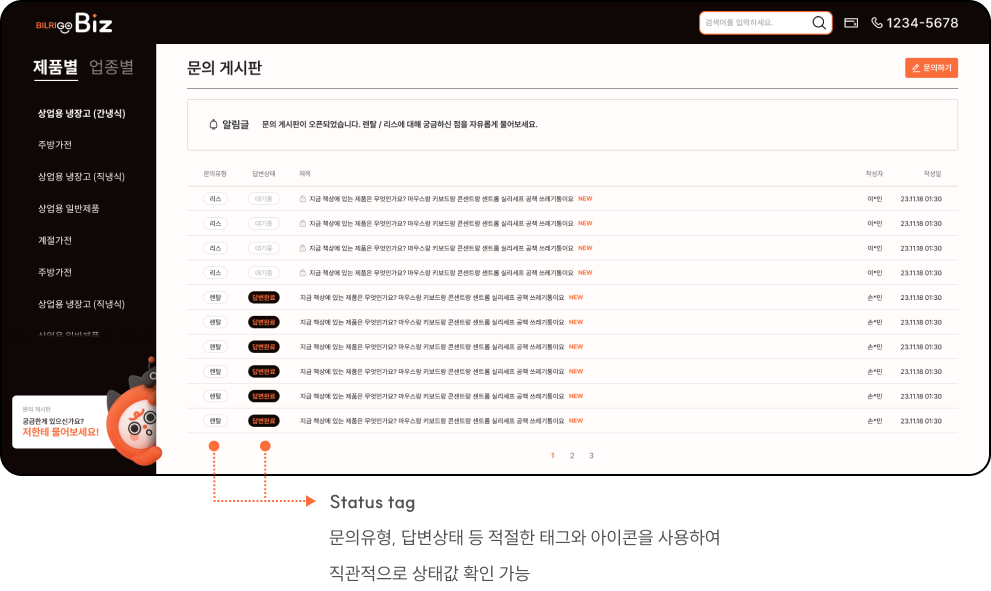 BILRIGO Biz
검색어를 입력하세요.
1234-5678
제품별 업종별
상업용 냉장고 (간냉식)
주방가전
상업용 냉장고 (직냉식)
상업용 일반제품
계절가전
주방가전
상업용 냉장고 (직냉식)
상업용 일반제품
문의 게시판
궁금한게 있으신가요?
저한테 물어보세요!
문의 게시판
문의하기
알림글 문의 게시판이 오픈되었습니다. 렌탈 / 리스에 대해 궁금하신 점을 자유롭게 물어보세요.
문의유형 답변상태 제목 작성자 작성일
리스 대기중 지금 책상에 있는 제품은 무엇인가요? 마우스랑 키보드랑 콘센트랑 센트룸 실리세프 공책 쓰레기통이요 NEW 이*민 23.11.18 01:30
리스 대기중 지금 책상에 있는 제품은 무엇인가요? 마우스랑 키보드랑 콘센트랑 센트룸 실리세프 공책 쓰레기통이요 NEW 이*민 23.11.18 01:30
리스 대기중 지금 책상에 있는 제품은 무엇인가요? 마우스랑 키보드랑 콘센트랑 센트룸 실리세프 공책 쓰레기통이요 NEW 이*민 23.11.18 01:30
리스 대기중 지금 책상에 있는 제품은 무엇인가요? 마우스랑 키보드랑 콘센트랑 센트룸 실리세프 공책 쓰레기통이요 NEW 이*민 23.11.18 01:30
렌탈 답변완료 지금 책상에 있는 제품은 무엇인가요? 마우스랑 키보드랑 콘센트랑 센트룸 실리세프 공책 쓰레기통이요 NEW 손*민 23.11.18 01:30
렌탈 답변완료 지금 책상에 있는 제품은 무엇인가요? 마우스랑 키보드랑 콘센트랑 센트룸 실리세프 공책 쓰레기통이요 NEW 손*민 23.11.18 01:30
렌탈 답변완료 지금 책상에 있는 제품은 무엇인가요? 마우스랑 키보드랑 콘센트랑 센트룸 실리세프 공책 쓰레기통이요 NEW 손*민 23.11.18 01:30
렌탈 답변완료 지금 책상에 있는 제품은 무엇인가요? 마우스랑 키보드랑 콘센트랑 센트룸 실리세프 공책 쓰레기통이요 NEW 손*민 23.11.18 01:30
렌탈 답변완료 지금 책상에 있는 제품은 무엇인가요? 마우스랑 키보드랑 콘센트랑 센트룸 실리세프 공책 쓰레기통이요 NEW 손*민 23.11.18 01:30
렌탈 답변완료 지금 책상에 있는 제품은 무엇인가요? 마우스랑 키보드랑 콘센트랑 센트룸 실리세프 공책 쓰레기통이요 NEW 손*민 23.11.18 01:30
1 2 3
Status tag
문의유형, 답변상태 등 적절한 태그와 아이콘을 사용하여
직관적으로 상태값 확인 가능